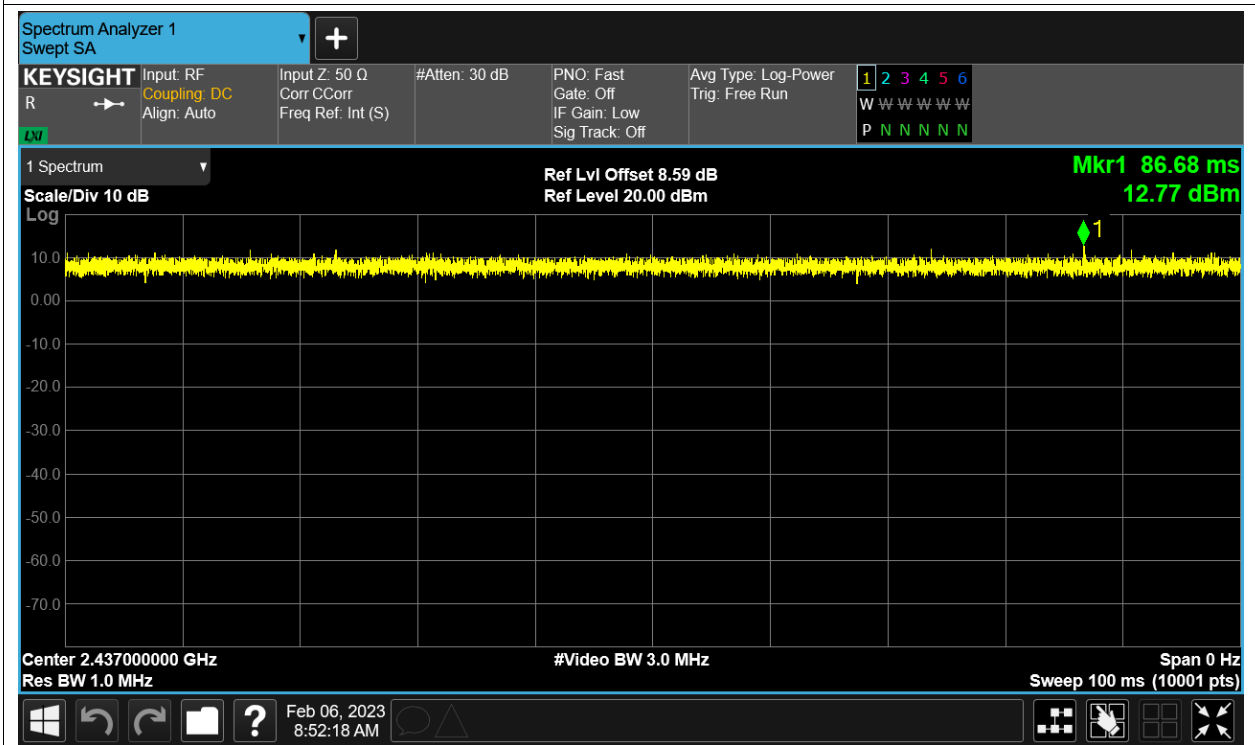 Spectrum Analyzer 1
Swept SA
KEYSIGHT
R
LXI
Input: RF
Coupling: DC
Align: Auto
Input Z: 50 Ω
Corr CCorr
Freq Ref: Int (S)
#Atten: 30 dB
PNO: Fast
Gate: Off
IF Gain: Low
Sig Track: Off
Avg Type: Log-Power
Trig: Free Run
1 2 3 4 5 6
W W W W W W
P N N N N N
1 Spectrum
Scale/Div 10 dB
Ref Lvl Offset 8.59 dB
Ref Level 20.00 dBm
Mkr1 86.68 ms
12.77 dBm
Log
1
10.0
0.00
-10.0
-20.0
-30.0
-40.0
-50.0
-60.0
-70.0
Center 2.437000000 GHz
#Video BW 3.0 MHz
Span 0 Hz
Res BW 1.0 MHz
Sweep 100 ms (10001 pts)
?
Feb 06, 2023
8:52:18 AM